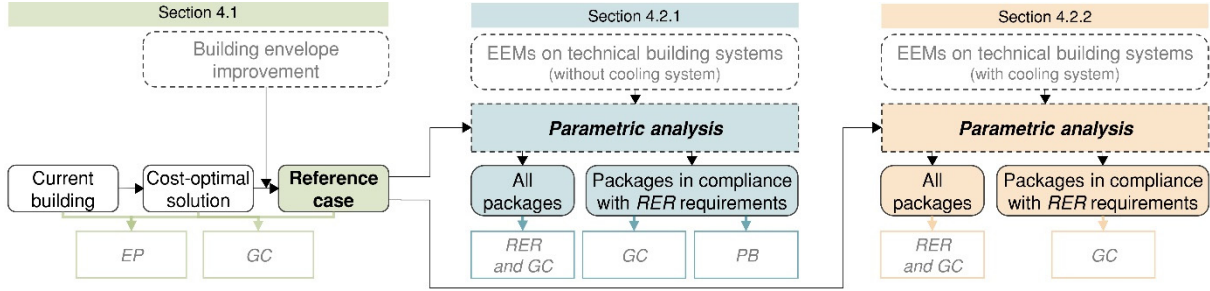 Section 4.1
Building envelope
improvement
Current
building
Cost-optimal
solution
Reference
case
EP
GC
Section 4.2.1
EEMs on technical building systems
(without cooling system)
Parametric analysis
All
packages
Packages in compliance
with RER requirements
RER
and GC
GC
PB
Section 4.2.2
EEMs on technical building systems
(with cooling system)
Parametric analysis
All
packages
Packages in compliance
with RER requirements
RER
and GC
GC